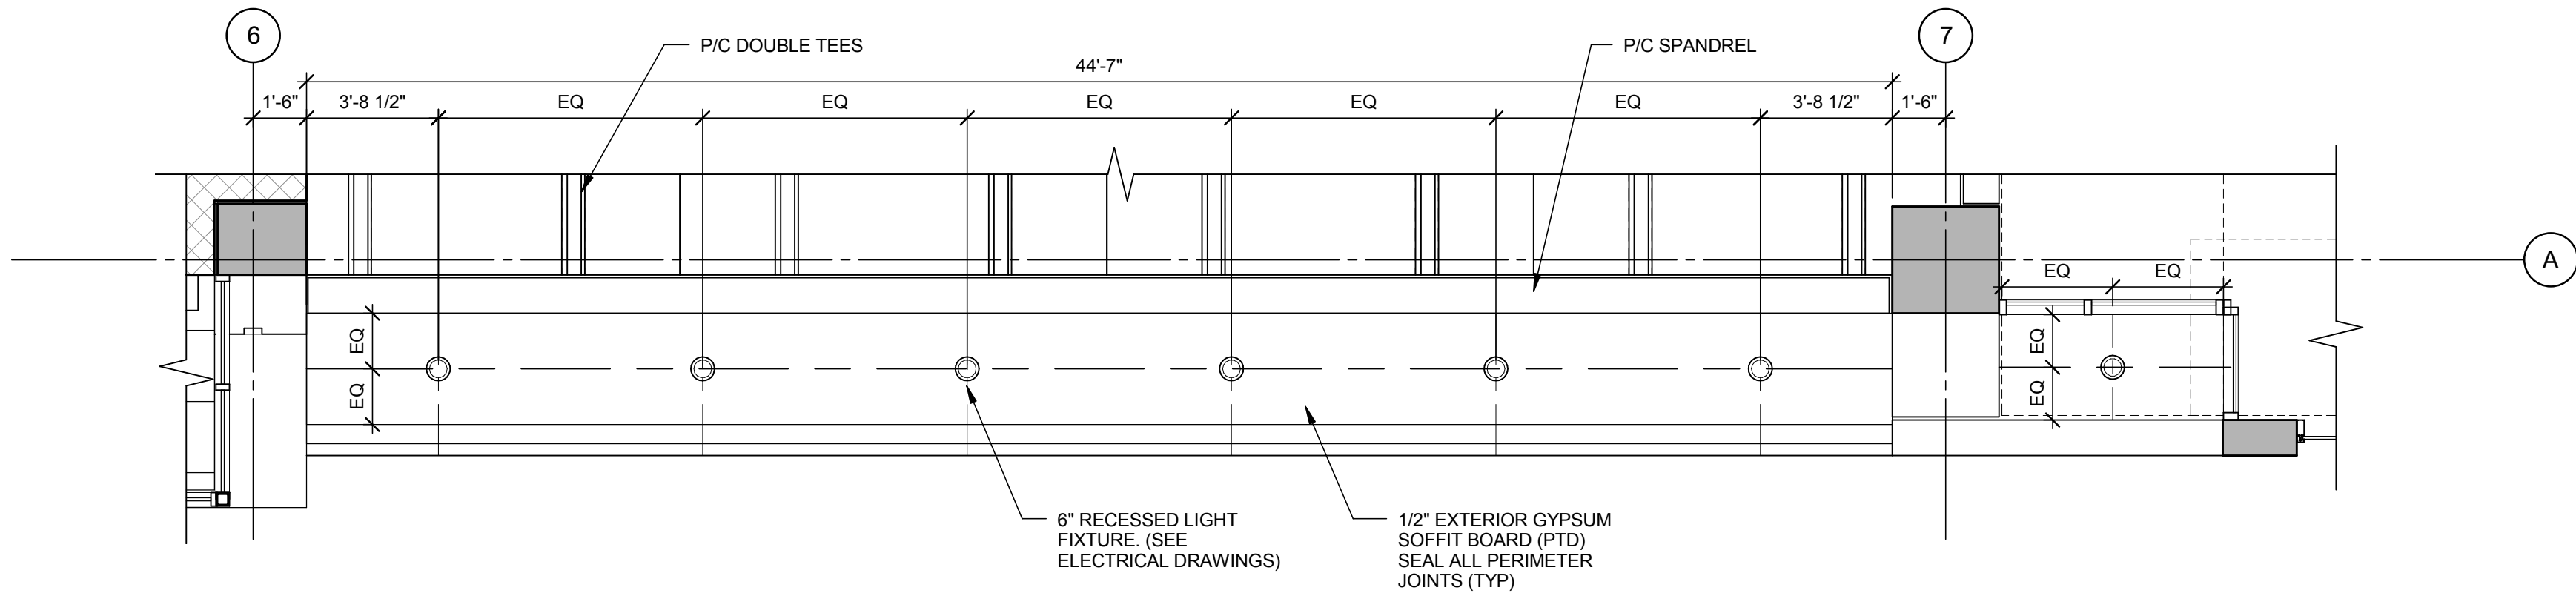 6
7
P/C DOUBLE TEES
P/C SPANDREL
44'-7"
1'-6"
3'-8 1/2"
EQ
EQ
EQ
EQ
EQ
3'-8 1/2"
1'-6"
A
EQ
EQ
EQ
EQ
EQ
EQ
6" RECESSED LIGHT
FIXTURE. (SEE
ELECTRICAL DRAWINGS)
1/2" EXTERIOR GYPSUM
SOFFIT BOARD (PTD)
SEAL ALL PERIMETER
JOINTS (TYP)